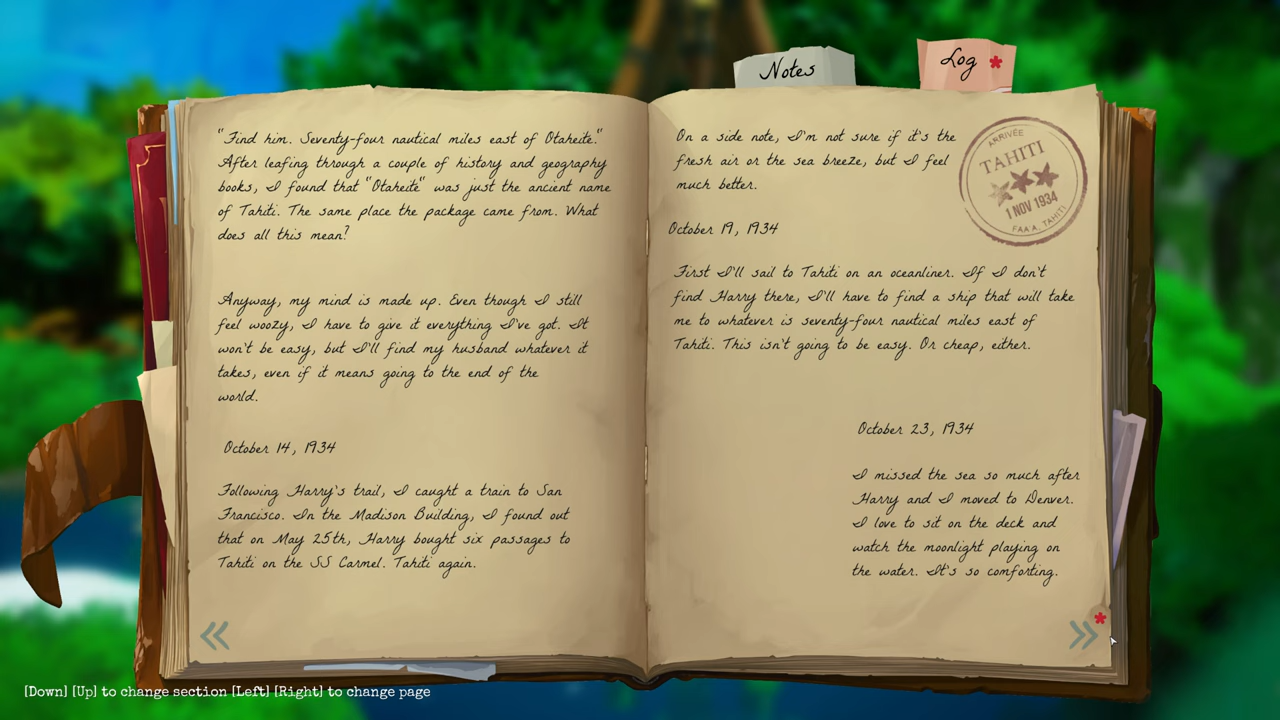 Notes
Log *
"Find him. Seventy-four nautical miles east of Otaheite."
After leafing through a couple of history and geography
books, I found that "Otaheite" was just the ancient name
of Tahiti. The same place the package came from. What
does all this mean?
Anyway, my mind is made up. Even though I still
feel woozy, I have to give it everything I've got. It
won't be easy, but I'll find my husband whatever it
takes, even if it means going to the end of the
world.
October 14, 1934
Following Harry's trail, I caught a train to San
Francisco. In the Madison Building, I found out
that on May 25th, Harry bought six passages to
Tahiti on the SS Carmel. Tahiti again.
On a side note, I'm not sure if it's the
fresh air or the sea breeze, but I feel
much better.
ARRIVÉE
TAHITI
1 NOV 1934
FAA A. TAHITI
October 19, 1934
First I'll sail to Tahiti on an oceanliner. If I don't
find Harry there, I'll have to find a ship that will take
me to whatever is seventy-four nautical miles east of
Tahiti. This isn't going to be easy. Or cheap, either.
October 23, 1934
I missed the sea so much after
Harry and I moved to Denver.
I love to sit on the deck and
watch the moonlight playing on
the water. It's so comforting.
[Down] [Up] to change section [Left] [Right] to change page